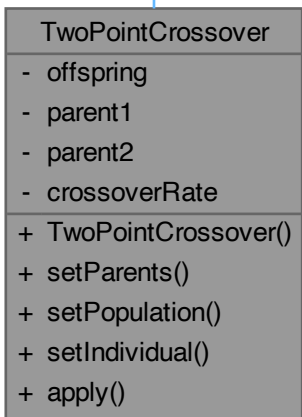 TwoPointCrossover
- offspring
- parent1
- parent2
- crossoverRate
+ TwoPointCrossover()
+ setParents()
+ setPopulation()
+ setIndividual()
+ apply()